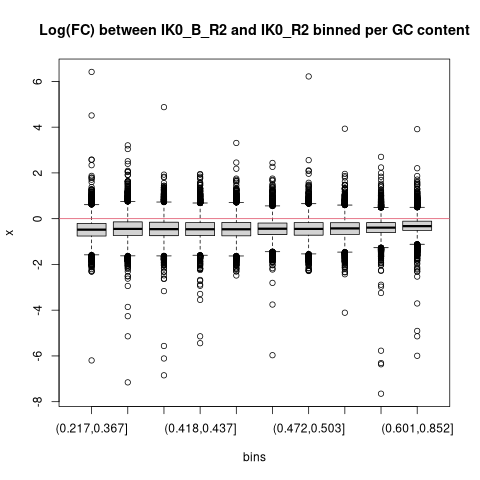 Log(FC) between IK0_B_R2 and IK0_R2 binned per GC content
6
4
2
0
-2
-4
-6
-8
x
(0.217,0.367] (0.418,0.437] (0.472,0.503] (0.601,0.852]
bins